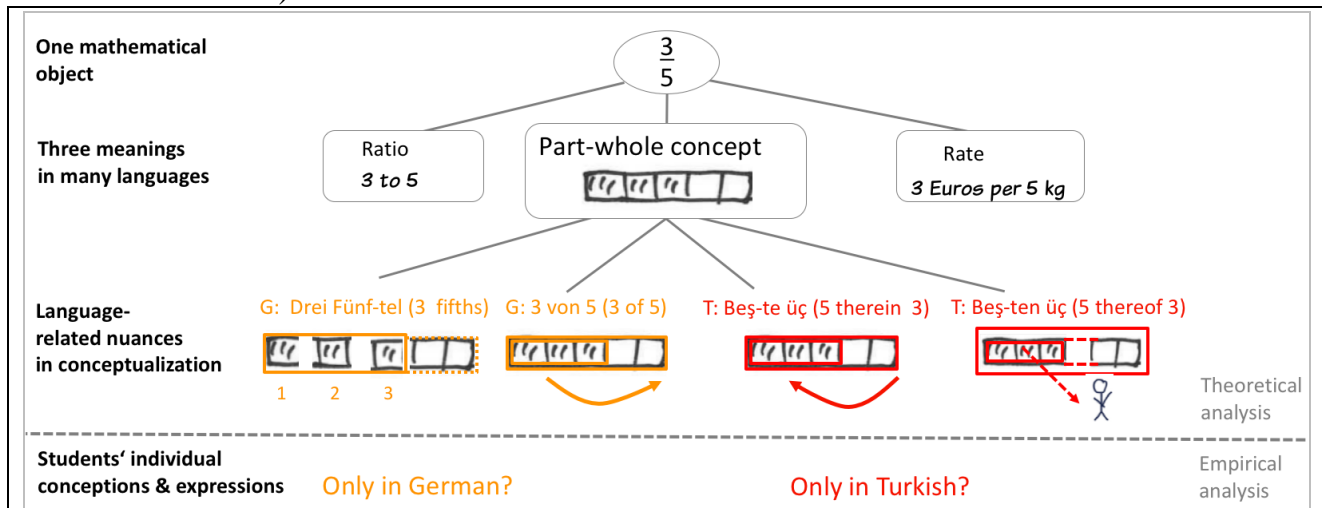 One mathematical
object
3
5
Three meanings
in many languages
Ratio
3 to 5
Part-whole concept
Rate
3 Euros per 5 kg
Language-
related nuances
in conceptualization
G: Drei Fünf-tel (3 fifths)
G: 3 von 5 (3 of 5)
T: Beş-te üç (5 therein 3)
T: Beş-ten üç (5 thereof 3)
1 2 3
Theoretical
analysis
Students‘ individual
conceptions & expressions
Only in German?
Only in Turkish?
Empirical
analysis